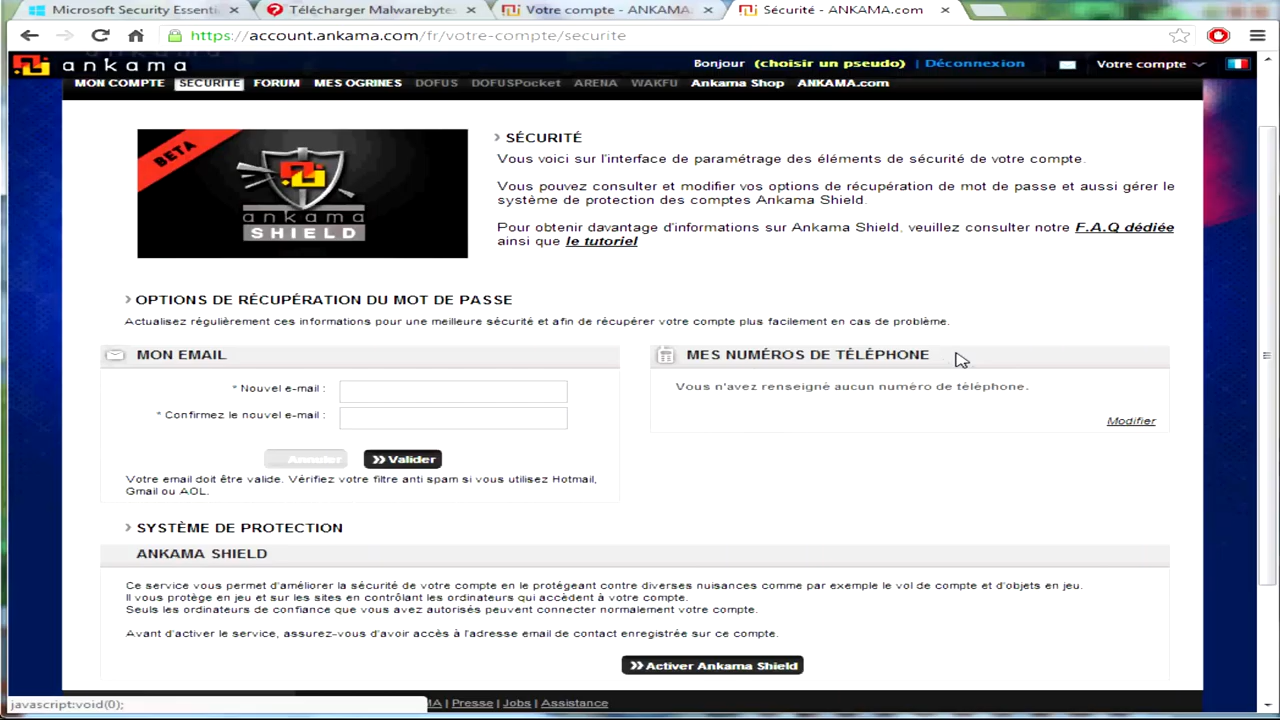 Microsoft Security Essenti
Télécharger Malwarebytes
Votre compte - ANKAMA.
Sécurité - ANKAMA.com
https://account.ankama.com/fr/votre-compte/securite
ankama
Bonjour (choisir un pseudo) | Déconnexion
Votre compte
MON COMPTE SÉCURITÉ FORUM MES OGRINES DOFUS DOFUSPocket ARENA WAKFU Ankama Shop ANKAMA.com
BETA
ankama
SHIELD
SÉCURITÉ
Vous voici sur l'interface de paramétrage des éléments de sécurité de votre compte.
Vous pouvez consulter et modifier vos options de récupération de mot de passe et aussi gérer le
système de protection des comptes Ankama Shield.
Pour obtenir davantage d'informations sur Ankama Shield, veuillez consulter notre F.A.Q dédiée
ainsi que le tutoriel
OPTIONS DE RÉCUPÉRATION DU MOT DE PASSE
Actualisez régulièrement ces informations pour une meilleure sécurité et afin de récupérer votre compte plus facilement en cas de problème.
MON EMAIL
* Nouvel e-mail :
* Confirmez le nouvel e-mail :
Annuler
Valider
Votre email doit être valide. Vérifiez votre filtre anti spam si vous utilisez Hotmail,
Gmail ou AOL.
MES NUMÉROS DE TÉLÉPHONE
Vous n'avez renseigné aucun numéro de téléphone.
Modifier
SYSTÈME DE PROTECTION
ANKAMA SHIELD
Ce service vous permet d'améliorer la sécurité de votre compte en le protégeant contre diverses nuisances comme par exemple le vol de compte et d'objets en jeu.
Il vous protège en jeu et sur les sites en contrôlant les ordinateurs qui accèdent à votre compte.
Seuls les ordinateurs de confiance que vous avez autorisés peuvent connecter normalement votre compte.
Avant d'activer le service, assurez-vous d'avoir accès à l'adresse email de contact enregistrée sur ce compte.
Activer Ankama Shield
javascript:void(0);
MA | Presse | Jobs | Assistance